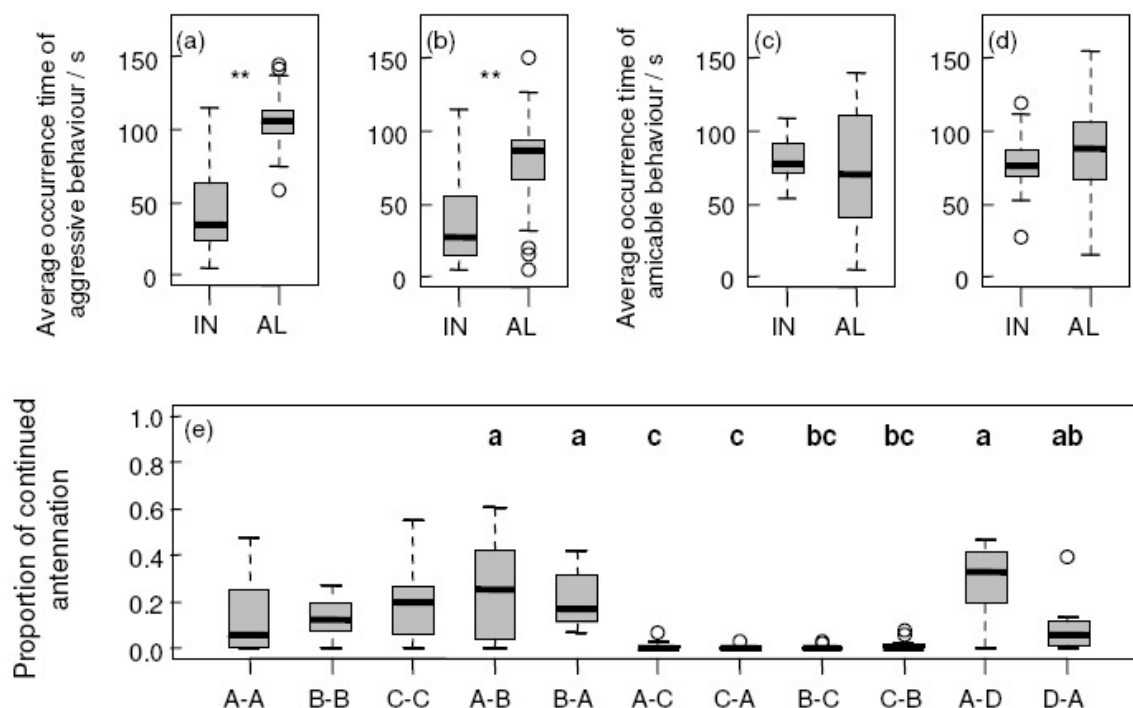 Average occurrence time of
aggressive behaviour / s
150
100
50
0
(a)
**
IN AL
150
100
50
0
(b)
**
IN AL
Average occurrence time of
amicable behaviour / s
150
100
50
0
(c)
IN AL
150
100
50
0
(d)
IN AL
Proportion of continued
antennation
1.0
0.8
0.6
0.4
0.2
0.0
(e)
a a c c bc bc a ab
A-A B-B C-C A-B B-A A-C C-A B-C C-B A-D D-A